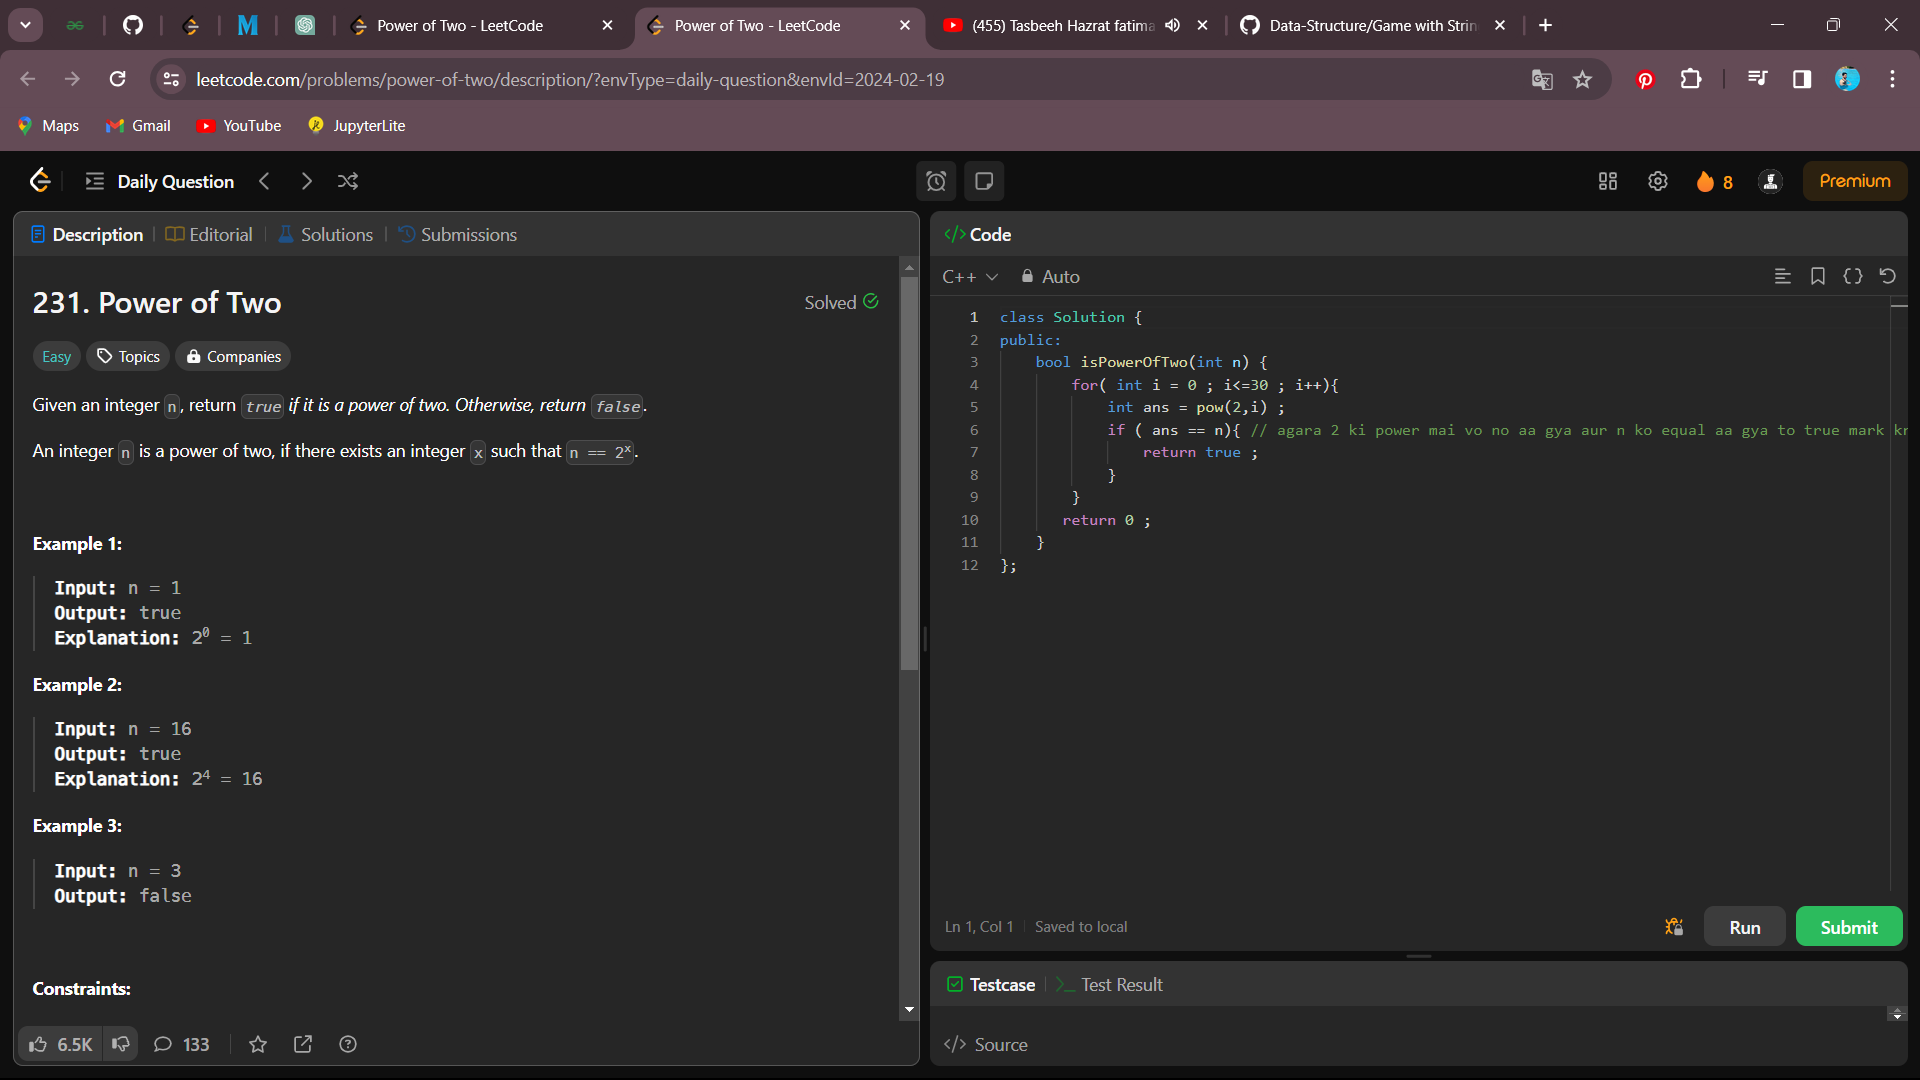 Power of Two - LeetCode
Power of Two - LeetCode
(455) Tasbeeh Hazrat fatima
Data-Structure/Game with Strin
leetcode.com/problems/power-of-two/description/?envType=daily-question&envId=2024-02-19
Maps
Gmail
YouTube
JupyterLite
Daily Question
8
Premium
Description
Editorial
Solutions
Submissions
231. Power of Two
Solved
Easy
Topics
Companies
Given an integer n, return true if it is a power of two. Otherwise, return false.
An integer n is a power of two, if there exists an integer x such that n == 2ˣ.
Example 1:
Input: n = 1
Output: true
Explanation: 2⁰ = 1
Example 2:
Input: n = 16
Output: true
Explanation: 2⁴ = 16
Example 3:
Input: n = 3
Output: false
Constraints:
6.5K
133
</> Code
C++
Auto
1 class Solution {
2 public:
3 bool isPowerOfTwo(int n) {
4 for( int i = 0 ; i<=30 ; i++){
5 int ans = pow(2,i) ;
6 if ( ans == n){ // agara 2 ki power mai vo no aa gya aur n ko equal aa gya to true mark kr
7 return true ;
8 }
9 }
10 return 0 ;
11 }
12 };
Ln 1, Col 1
Saved to local
Run
Submit
Testcase
>_ Test Result
</> Source